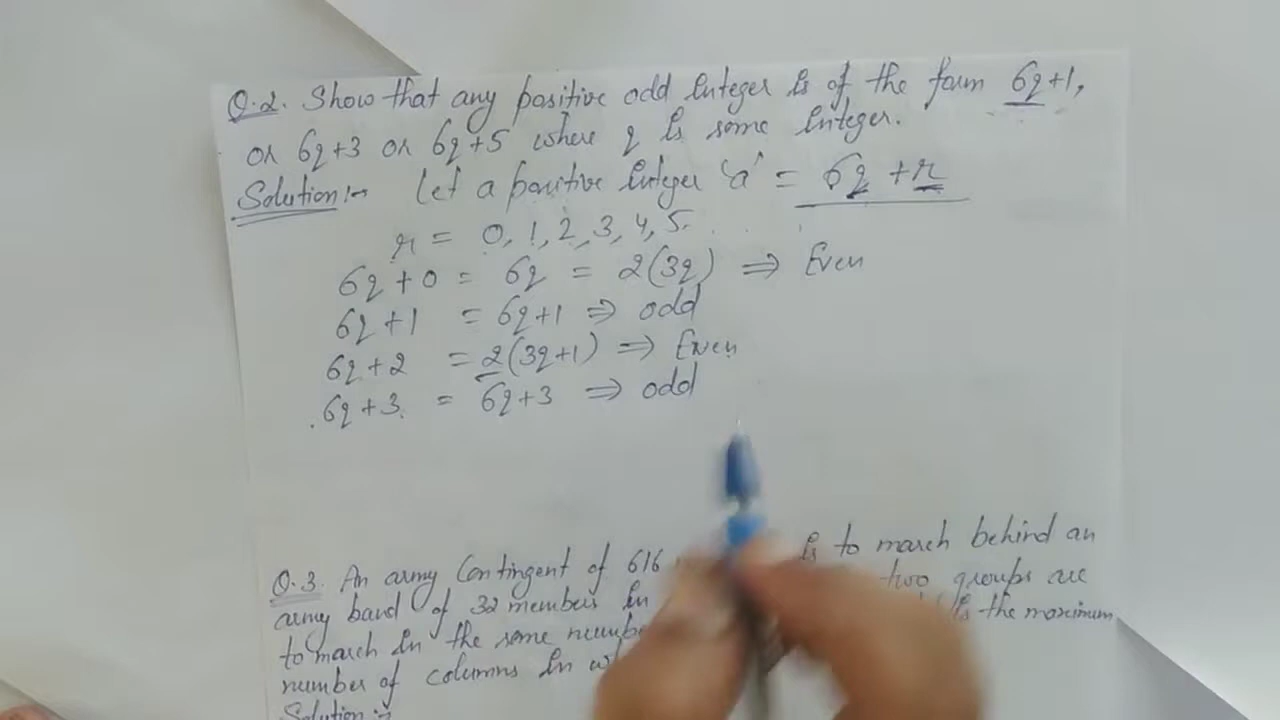 Q.2. Show that any positive odd integer is of the form 6q+1,
or 6q+3 or 6q+5 where q is some integer.
Solution:→ Let a positive integer 'a' = 6q + r
r = 0, 1, 2, 3, 4, 5.
6q+0 = 6q = 2(3q) ⇒ Even
6q+1 = 6q+1 ⇒ odd
6q+2 = 2(3q+1) ⇒ Even
6q+3 = 6q+3 ⇒ odd
Q.3. An army Contingent of 616 is to march behind an
army band of 32 members in two groups are
to march in the same is the maximum
number of columns in
Solution:→